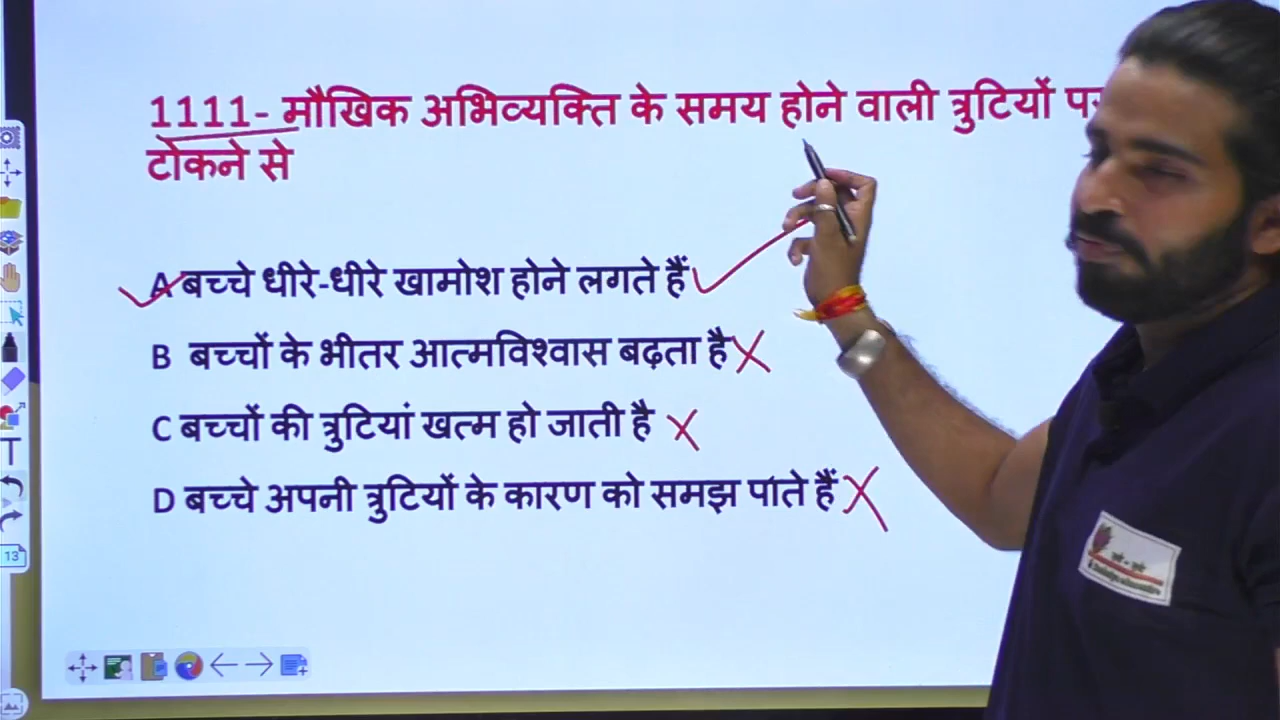 1111- मौखिक अभिव्यक्ति के समय होने वाली त्रुटियों
टोकने से
A बच्चे धीरे-धीरे खामोश होने लगते हैं
B बच्चों के भीतर आत्मविश्वास बढ़ता है
C बच्चों की त्रुटियां खत्म हो जाती है
D बच्चे अपनी त्रुटियों के कारण को समझ पाते हैं
13